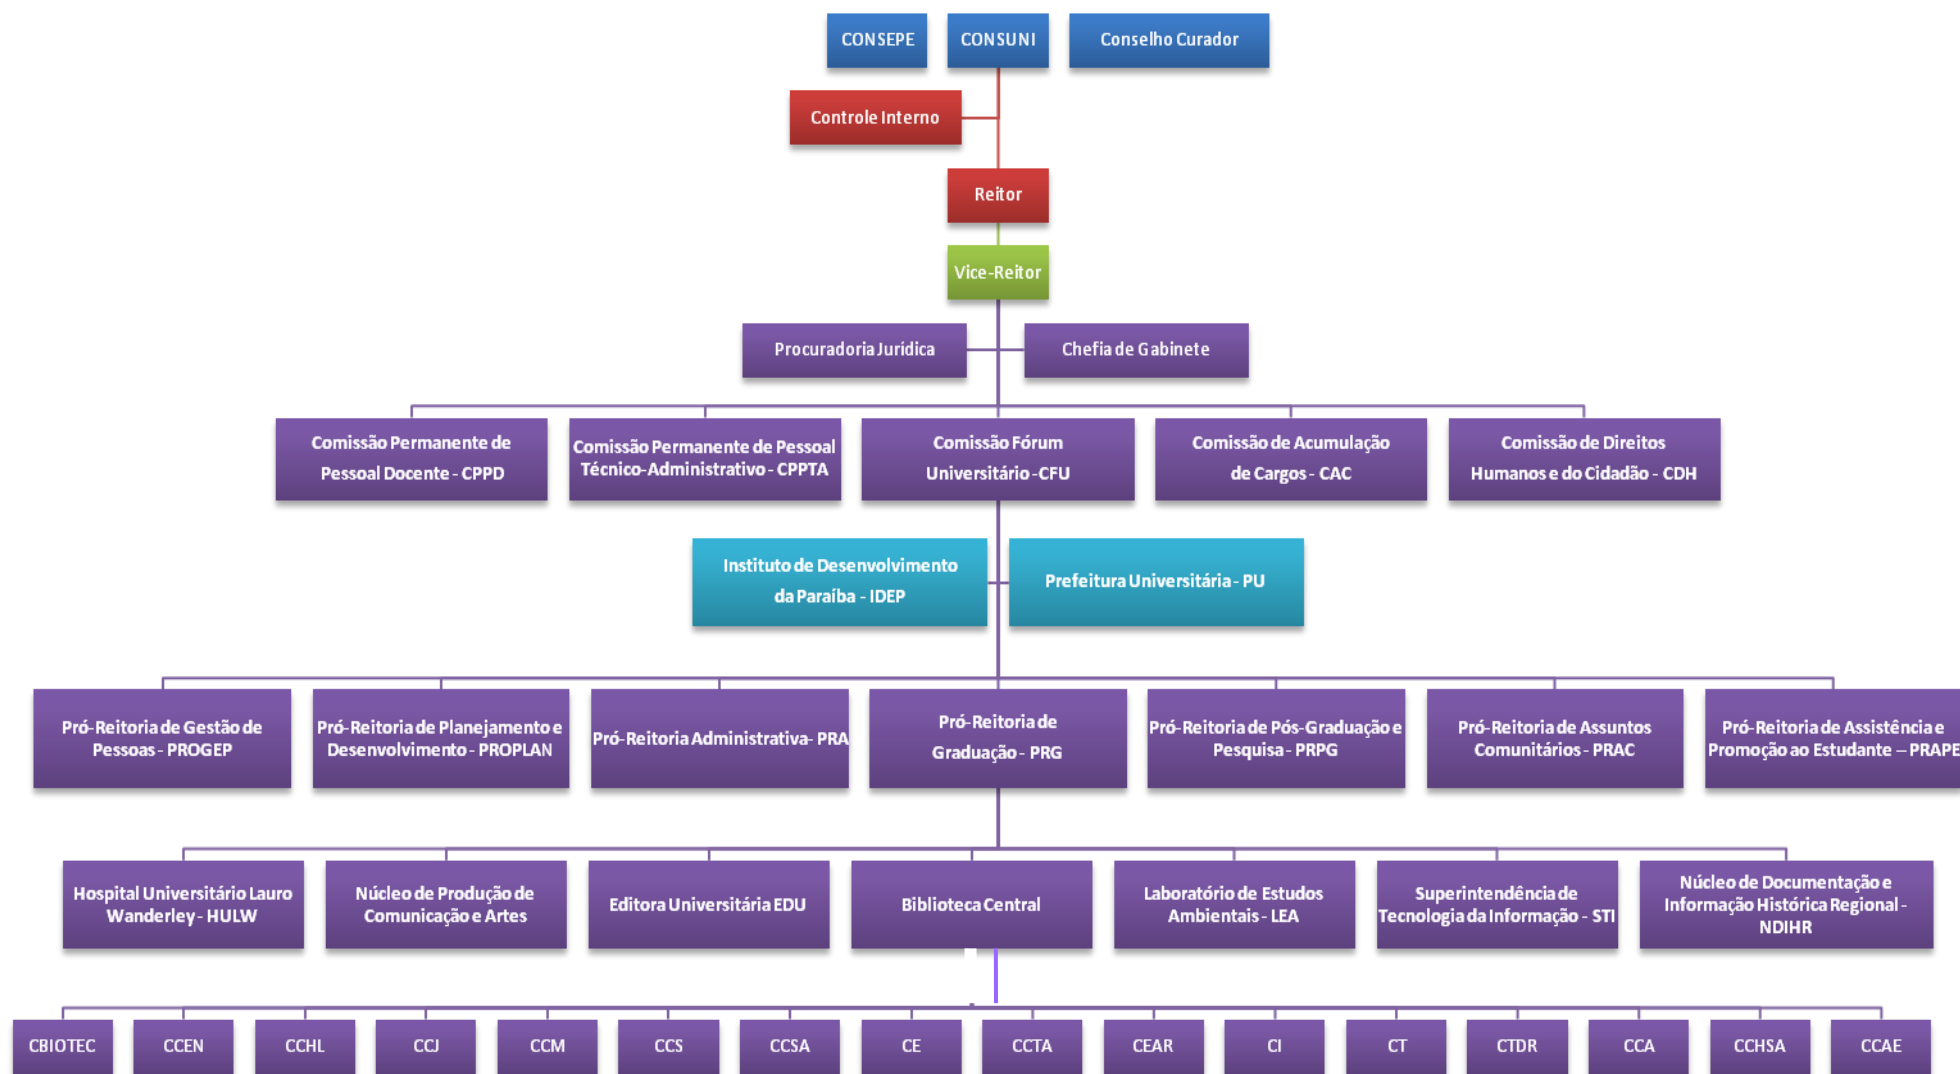 CONSEPE
CONSUNI
Conselho Curador
Controle Interno
Reitor
Vice-Reitor
Procuradoria Jurídica
Chefia de Gabinete
Comissão Permanente de
Pessoal Docente - CPPD
Comissão Permanente de Pessoal
Técnico-Administrativo - CPPTA
Comissão Fórum
Universitário -CFU
Comissão de Acumulação
de Cargos - CAC
Comissão de Direitos
Humanos e do Cidadão - CDH
Instituto de Desenvolvimento
da Paraíba - IDEP
Prefeitura Universitária - PU
Pró-Reitoria de Gestão de
Pessoas - PROGEP
Pró-Reitoria de Planejamento e
Desenvolvimento - PROPLAN
Pró-Reitoria Administrativa- PRA
Pró-Reitoria de
Graduação - PRG
Pró-Reitoria de Pós-Graduação e
Pesquisa - PRPG
Pró-Reitoria de Assuntos
Comunitários - PRAC
Pró-Reitoria de Assistência e
Promoção ao Estudante – PRAPE
Hospital Universitário Lauro
Wanderley - HULW
Núcleo de Produção de
Comunicação e Artes
Editora Universitária EDU
Biblioteca Central
Laboratório de Estudos
Ambientais - LEA
Superintendência de
Tecnologia da Informação - STI
Núcleo de Documentação e
Informação Histórica Regional -
NDIHR
CBIOTEC
CCEN
CCHL
CCJ
CCM
CCS
CCSA
CE
CCTA
CEAR
CI
CT
CTDR
CCA
CCHSA
CCAE